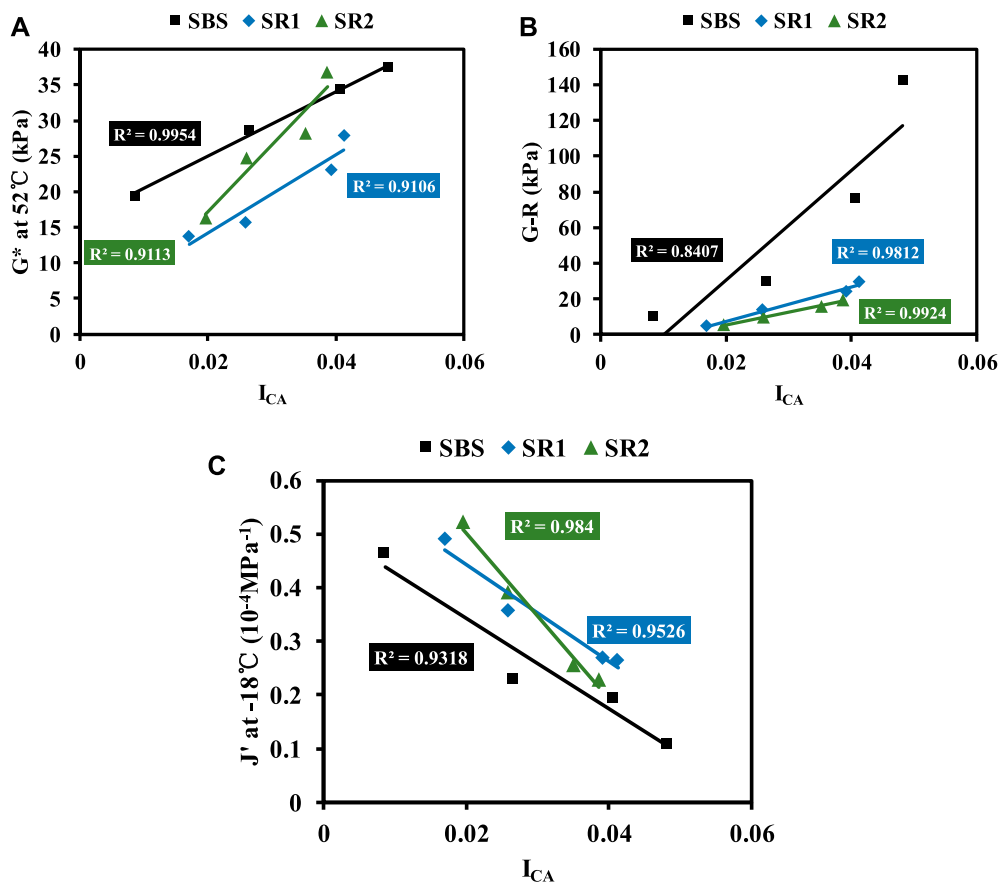 A
SBS SR1 SR2
40
35
30
25
20
15
10
5
0
G* at 52℃ (kPa)
R² = 0.9954
R² = 0.9106
R² = 0.9113
0 0.02 0.04 0.06
I_CA
B
SBS SR1 SR2
160
140
120
100
80
60
40
20
0
G-R (kPa)
R² = 0.8407
R² = 0.9812
R² = 0.9924
0 0.02 0.04 0.06
I_CA
C
SBS SR1 SR2
0.6
0.5
0.4
0.3
0.2
0.1
0
J' at -18℃ (10⁻⁴MPa⁻¹)
R² = 0.984
R² = 0.9526
R² = 0.9318
0 0.02 0.04 0.06
I_CA